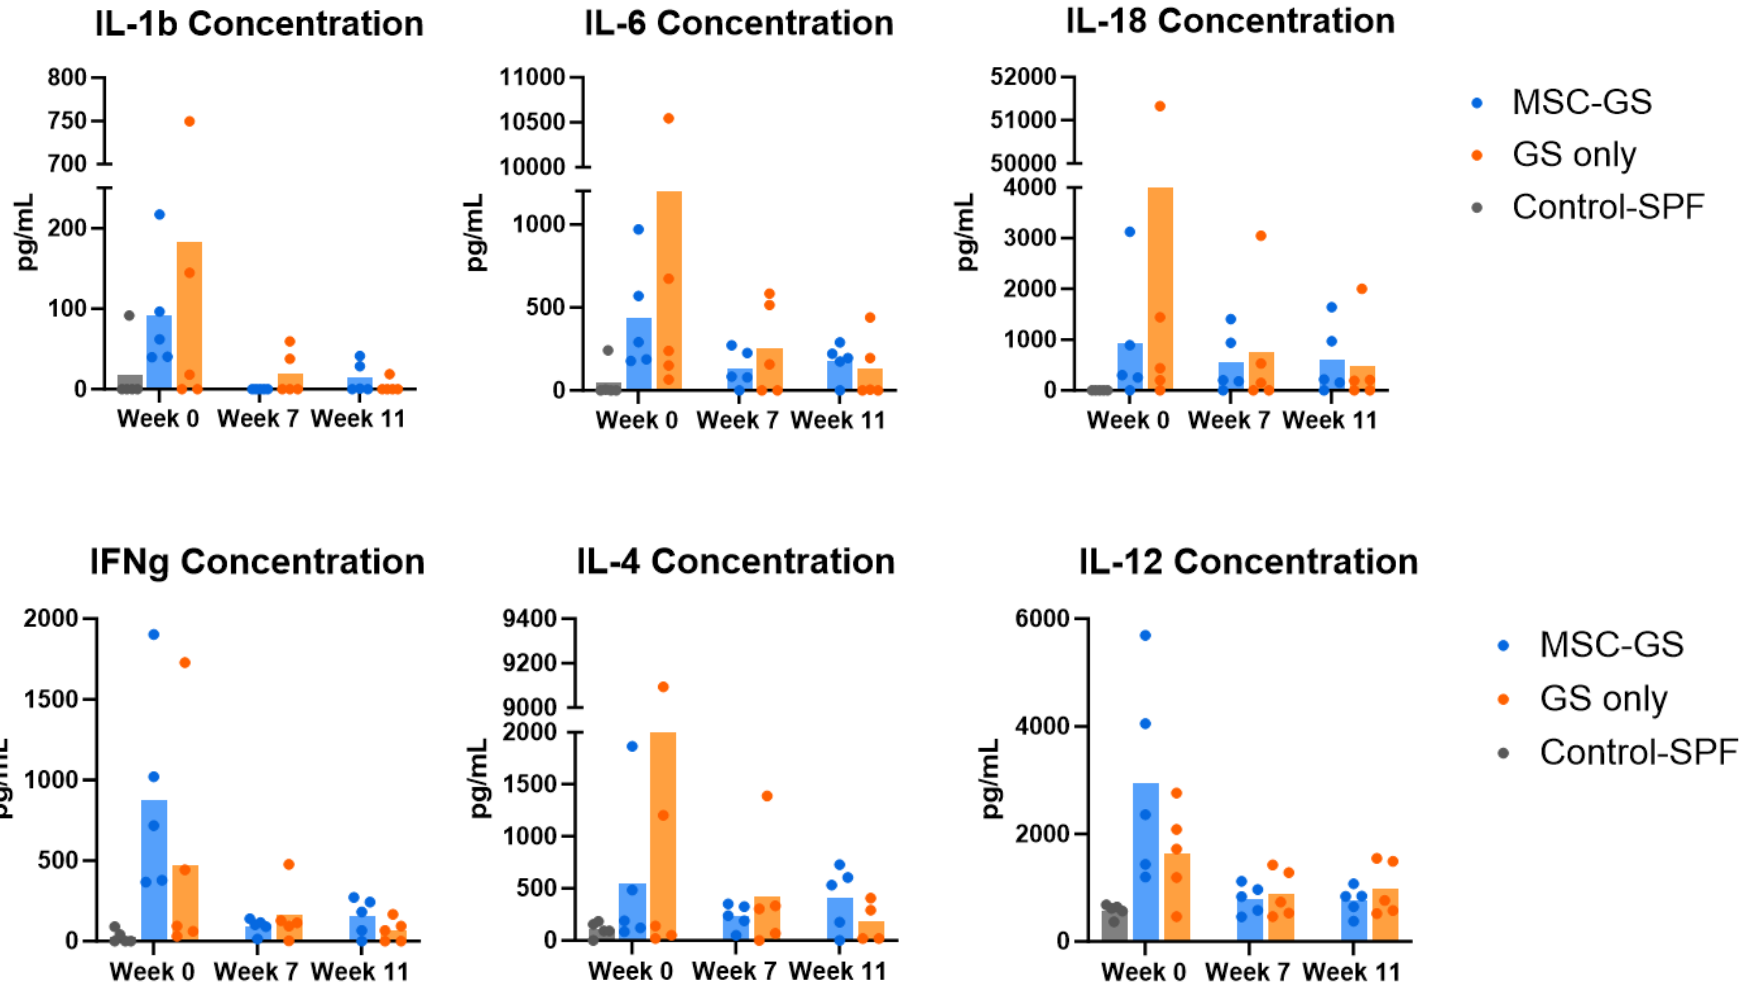 IL-1b Concentration
800
750
700
200
100
0
pg/mL
Week 0 Week 7 Week 11
IL-6 Concentration
11000
10500
10000
1000
500
0
pg/mL
Week 0 Week 7 Week 11
IL-18 Concentration
52000
51000
50000
4000
3000
2000
1000
0
pg/mL
Week 0 Week 7 Week 11
MSC-GS
GS only
Control-SPF
IFNg Concentration
2000
1500
1000
500
0
pg/mL
Week 0 Week 7 Week 11
IL-4 Concentration
9400
9200
9000
2000
1500
1000
500
0
pg/mL
Week 0 Week 7 Week 11
IL-12 Concentration
6000
4000
2000
0
pg/mL
Week 0 Week 7 Week 11
MSC-GS
GS only
Control-SPF